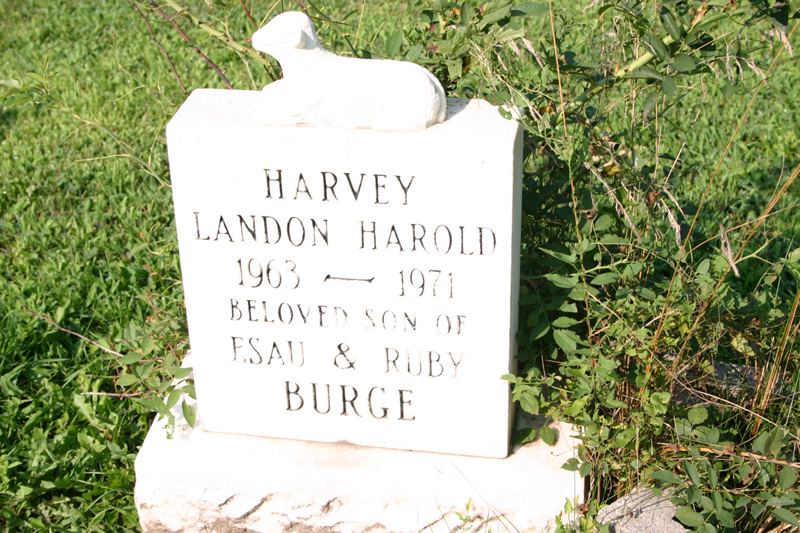 HARVEY
LANDON HAROLD
1963 — 1971
BELOVED SON OF
ESAU & RUBY
BURGE